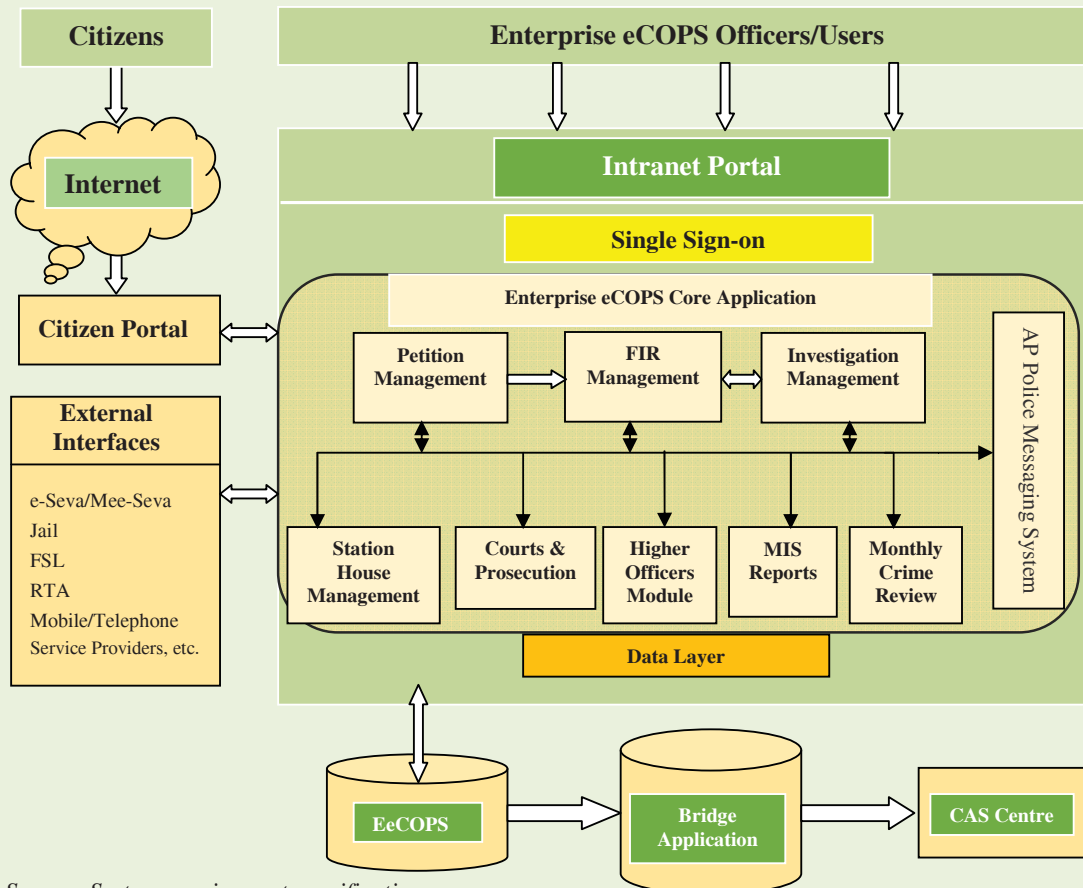 Citizens
Enterprise eCOPS Officers/Users
Internet
Intranet Portal
Single Sign-on
Citizen Portal
Enterprise eCOPS Core Application
Petition
Management
FIR
Management
Investigation
Management
AP Police Messaging System
External
Interfaces
e-Seva/Mee-Seva
Jail
FSL
RTA
Mobile/Telephone
Service Providers, etc.
Station
House
Management
Courts &
Prosecution
Higher
Officers
Module
MIS
Reports
Monthly
Crime
Review
Data Layer
EeCOPS
Bridge
Application
CAS Centre